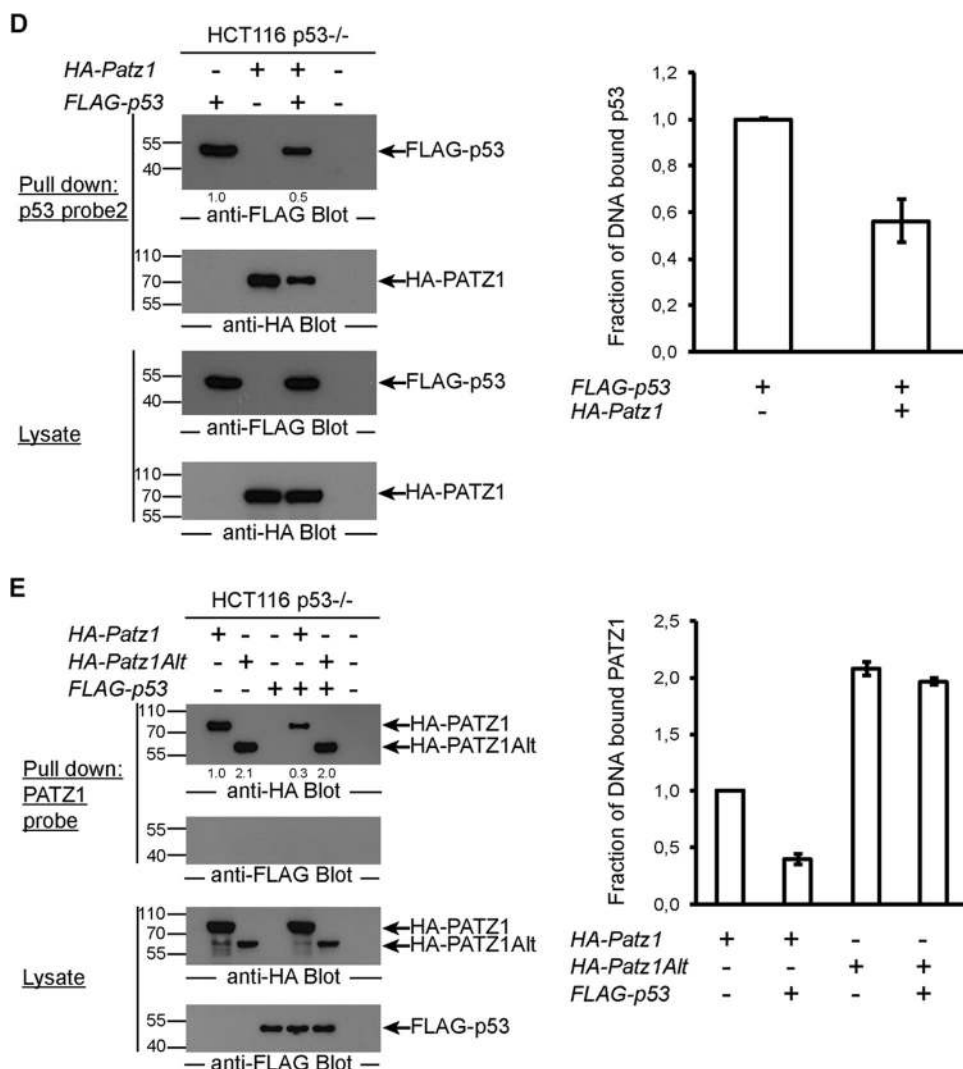 D
HCT116 p53-/-
HA-Patz1 - + + -
FLAG-p53 + - + -
Pull down:
p53 probe2
55
40
FLAG-p53
1.0 0.5
anti-FLAG Blot
110
70
55
HA-PATZ1
anti-HA Blot
Lysate
55
40
FLAG-p53
anti-FLAG Blot
110
70
55
HA-PATZ1
anti-HA Blot
Fraction of DNA bound p53
1,2
1,0
0,8
0,6
0,4
0,2
0,0
FLAG-p53 + +
HA-Patz1 - +
E
HCT116 p53-/-
HA-Patz1 + - - + - -
HA-Patz1Alt - + - - + -
FLAG-p53 - - + + + -
Pull down:
PATZ1
probe
110
70
55
HA-PATZ1
HA-PATZ1Alt
1.0 2.1 0.3 2.0
anti-HA Blot
55
40
anti-FLAG Blot
Lysate
110
70
55
HA-PATZ1
HA-PATZ1Alt
anti-HA Blot
55
40
FLAG-p53
anti-FLAG Blot
Fraction of DNA bound PATZ1
2,5
2,0
1,0
1,0
0,5
0,0
HA-Patz1 + + - -
HA-Patz1Alt - - + +
FLAG-p53 - + - +